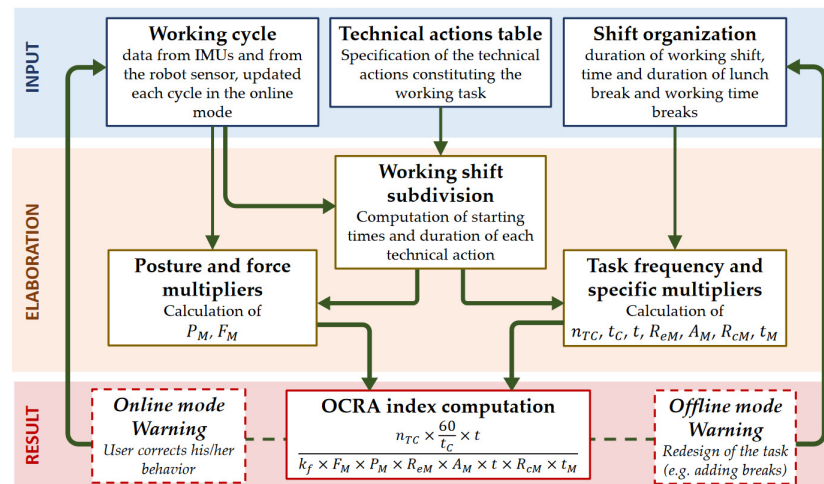 INPUT
Working cycle
data from IMUs and from
the robot sensor, updated
each cycle in the online
mode
Technical actions table
Specification of the technical
actions constituting the
working task
Shift organization
duration of working shift,
time and duration of lunch
break and working time
breaks
ELABORATION
Working shift
subdivision
Computation of starting
times and duration of each
technical action
Posture and force
multipliers
Calculation of
P_M, F_M
Task frequency and
specific multipliers
Calculation of
n_TC, t_C, t, R_eM, A_M, R_cM, t_M
RESULT
Online mode
Warning
User corrects his/her
behavior
OCRA index computation
n_TC × 60/t_C × t
k_f × F_M × P_M × R_eM × A_M × t × R_cM × t_M
Offline mode
Warning
Redesign of the task
(e.g. adding breaks)